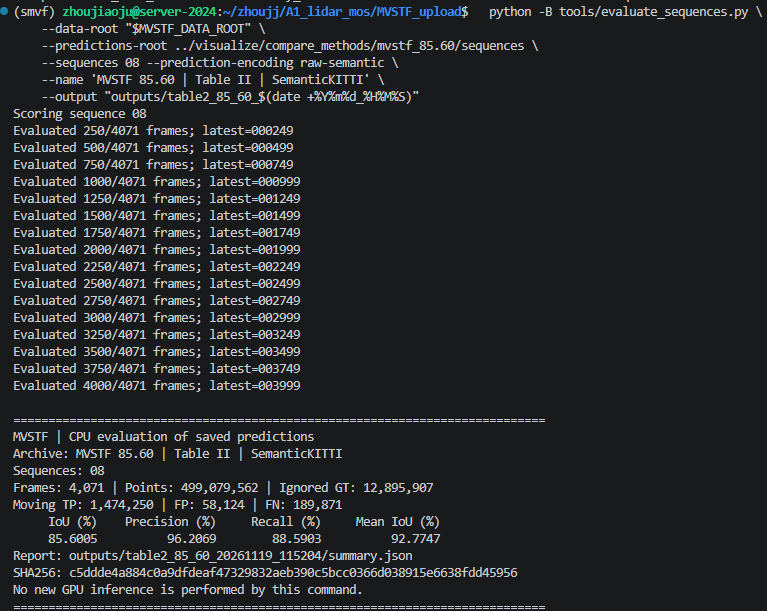 (smvf) zhoujiaoju@server-2024:~/zhoujj/A1_lidar_mos/MVSTF_upload$   python -B tools/evaluate_sequences.py \
    --data-root "$MVSTF_DATA_ROOT" \
    --predictions-root ../visualize/compare_methods/mvstf_85.60/sequences \
    --sequences 08 --prediction-encoding raw-semantic \
    --name 'MVSTF 85.60 | Table II | SemanticKITTI' \
    --output "outputs/table2_85_60_$(date +%Y%m%d_%H%M%S)"
Scoring sequence 08
Evaluated 250/4071 frames; latest=000249
Evaluated 500/4071 frames; latest=000499
Evaluated 750/4071 frames; latest=000749
Evaluated 1000/4071 frames; latest=000999
Evaluated 1250/4071 frames; latest=001249
Evaluated 1500/4071 frames; latest=001499
Evaluated 1750/4071 frames; latest=001749
Evaluated 2000/4071 frames; latest=001999
Evaluated 2250/4071 frames; latest=002249
Evaluated 2500/4071 frames; latest=002499
Evaluated 2750/4071 frames; latest=002749
Evaluated 3000/4071 frames; latest=002999
Evaluated 3250/4071 frames; latest=003249
Evaluated 3500/4071 frames; latest=003499
Evaluated 3750/4071 frames; latest=003749
Evaluated 4000/4071 frames; latest=003999
============================================================================
MVSTF | CPU evaluation of saved predictions
Archive: MVSTF 85.60 | Table II | SemanticKITTI
Sequences: 08
Frames: 4,071 | Points: 499,079,562 | Ignored GT: 12,895,907
Moving TP: 1,474,250 | FP: 58,124 | FN: 189,871
     IoU (%)    Precision (%)     Recall (%)     Mean IoU (%)
     85.6005          96.2069        88.5903          92.7747
Report: outputs/table2_85_60_20261119_115204/summary.json
SHA256: c5ddde4a884c0a9dfdeaf47329832aeb390c5bcc0366d038915e6638fdd45956
No new GPU inference is performed by this command.
============================================================================